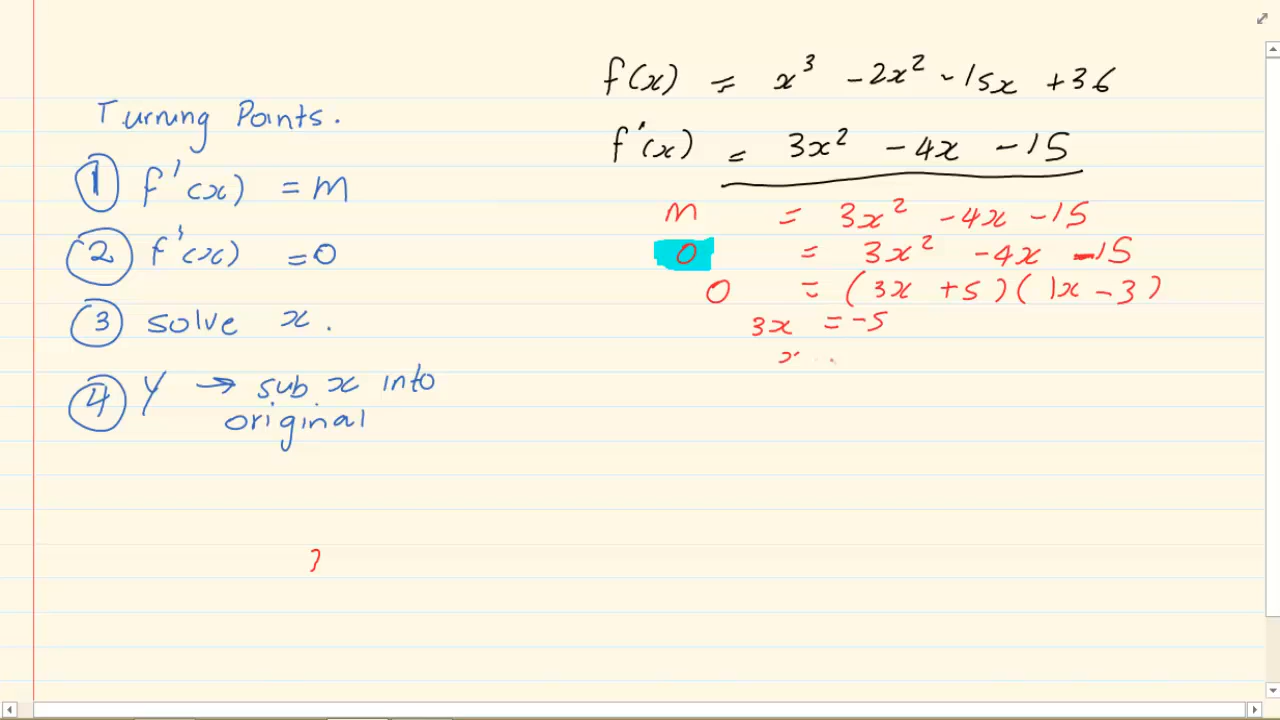 Turning Points.
① f'(x) = m
② f'(x) = 0
③ solve x.
④ Y → sub x into
original
f(x) = x³ - 2x² - 15x + 36
f'(x) = 3x² - 4x - 15
m = 3x² - 4x - 15
0 = 3x² - 4x - 15
0 = (3x + 5)(1x - 3)
3x = -5
x